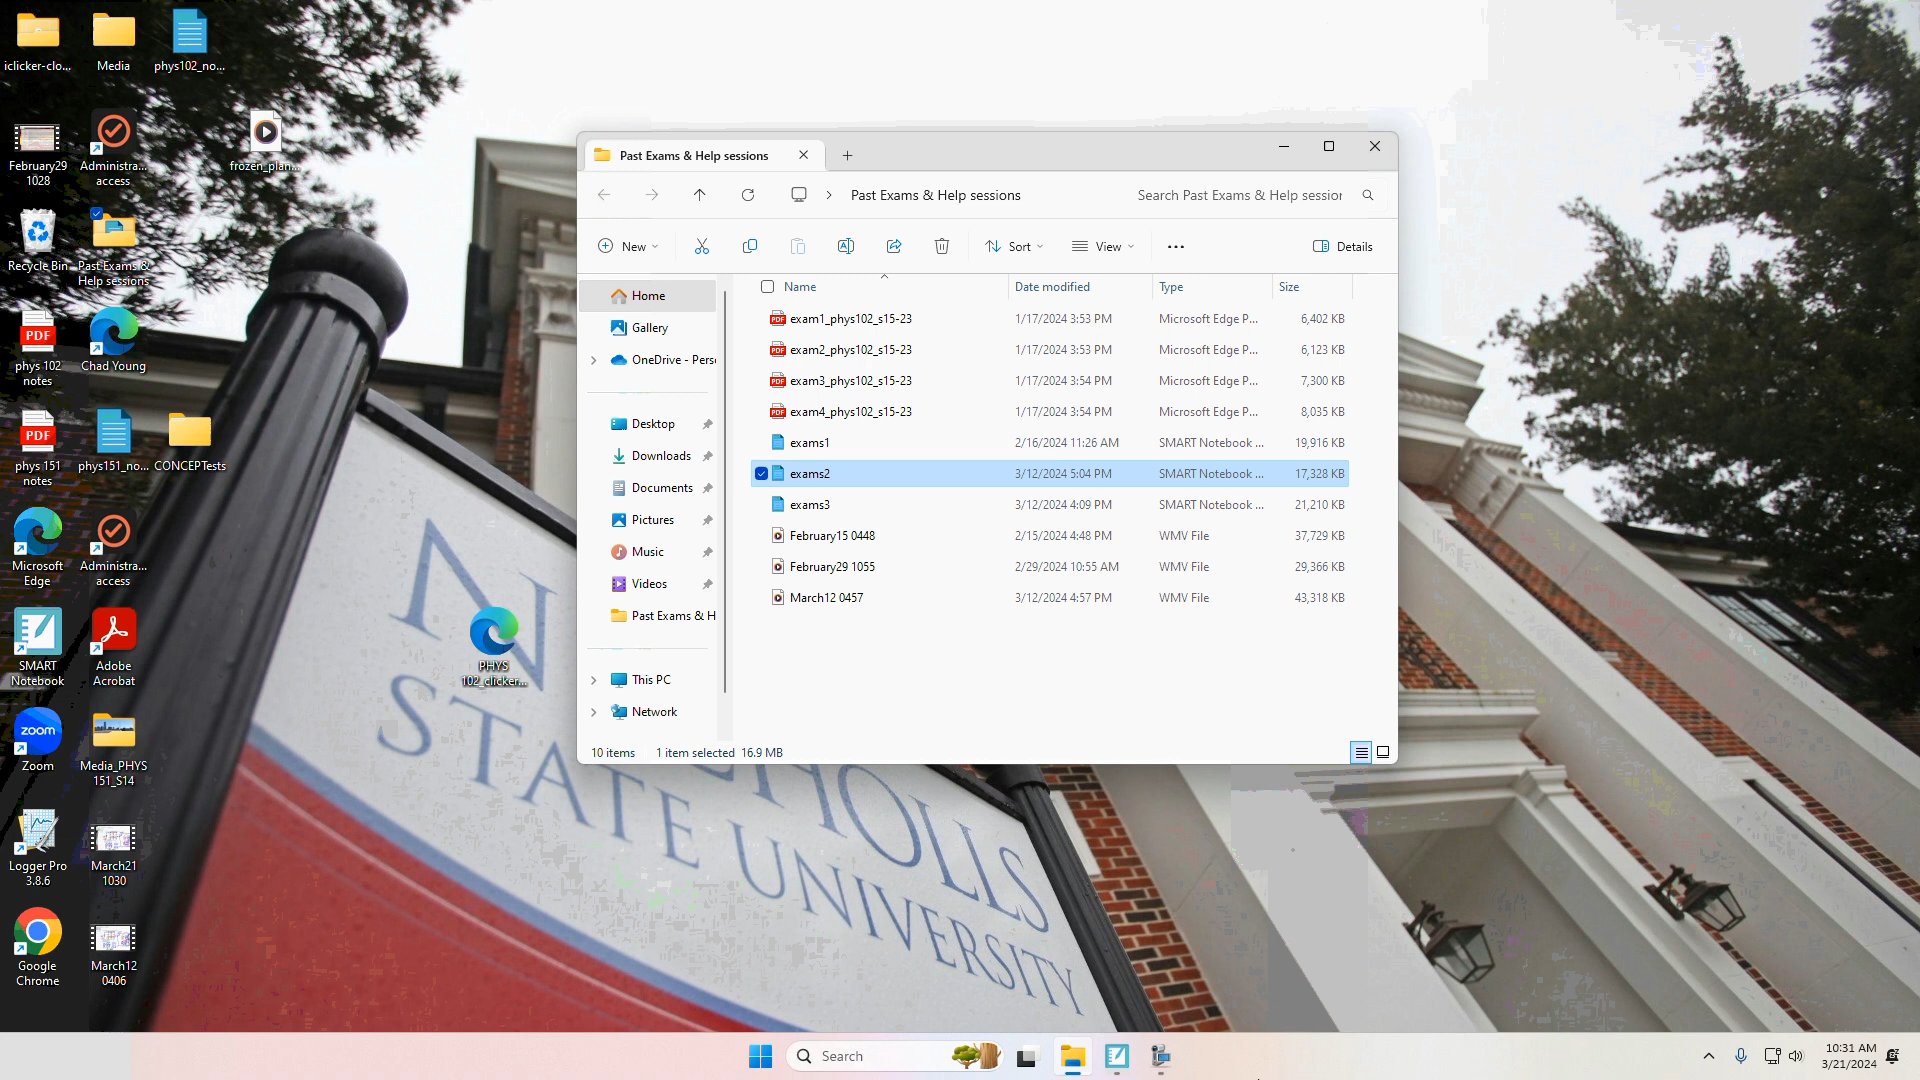 iclicker-clo...
Media
phys102_no...
February29
1028
Administra...
access
frozen_plan...
Recycle Bin
Past Exams &
Help sessions
PDF
phys 102
notes
Chad Young
PDF
phys 151
notes
phys151_no...
CONCEPTests
Microsoft
Edge
Administra...
access
SMART
Notebook
Adobe
Acrobat
PHYS
102_clicker...
zoom
Zoom
Media_PHYS
151_S14
Logger Pro
3.8.6
March21
1030
Google
Chrome
March12
0406
Past Exams & Help sessions
Past Exams & Help sessions
Search Past Exams & Help session
New
Sort
View
Details
Home
Gallery
OneDrive - Perso
Desktop
Downloads
Documents
Pictures
Music
Videos
Past Exams & H
This PC
Network
Name Date modified Type Size
PDF exam1_phys102_s15-23 1/17/2024 3:53 PM Microsoft Edge P... 6,402 KB
PDF exam2_phys102_s15-23 1/17/2024 3:53 PM Microsoft Edge P... 6,123 KB
PDF exam3_phys102_s15-23 1/17/2024 3:54 PM Microsoft Edge P... 7,300 KB
PDF exam4_phys102_s15-23 1/17/2024 3:54 PM Microsoft Edge P... 8,035 KB
exams1 2/16/2024 11:26 AM SMART Notebook ... 19,916 KB
exams2 3/12/2024 5:04 PM SMART Notebook ... 17,328 KB
exams3 3/12/2024 4:09 PM SMART Notebook ... 21,210 KB
February15 0448 2/15/2024 4:48 PM WMV File 37,729 KB
February29 1055 2/29/2024 10:55 AM WMV File 29,366 KB
March12 0457 3/12/2024 4:57 PM WMV File 43,318 KB
10 items 1 item selected 16.9 MB
STATE UNIVERSITY
Search
10:31 AM
3/21/2024